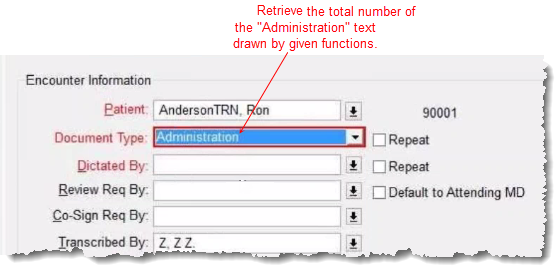 Retrieve the total number of
the "Administration" text
drawn by given functions.
Encounter Information
Patient: AndersonTRN, Ron 90001
Document Type: Administration Repeat
Dictated By: Repeat
Review Req By: Default to Attending MD
Co-Sign Req By:
Transcribed By: Z, Z Z.